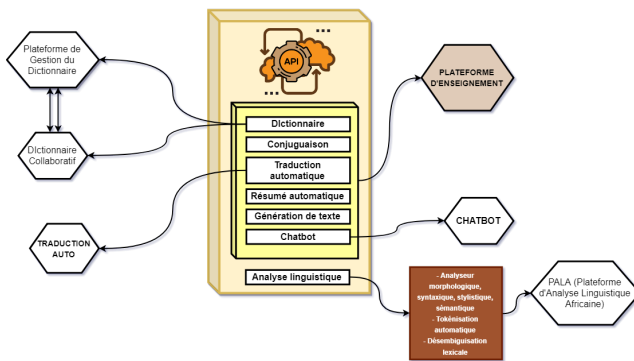 Plateforme de
Gestion du
Dictionnaire
DIctionnaire
Collaboratif
TRADUCTION
AUTO
...
API
...
DIctionnaire
Conjuguaison
Traduction
automatique
Résumé automatique
Génération de texte
Chatbot
Analyse linguistique
PLATEFORME
D'ENSEIGNEMENT
CHATBOT
- Analyseur
morphologique,
syntaxique, stylistique,
sémantique
- Tokénisation
automatique
- Désembiguisation
lexicale
PALA (Plateforme
d'Analyse Linguistique
Africaine)